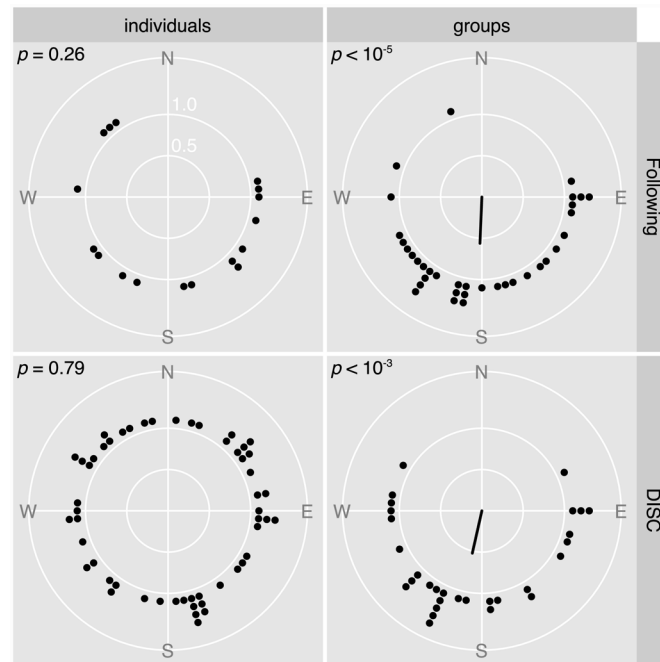 individuals
groups
p = 0.26
N
1.0
0.5
W
E
S
p < 10-5
N
W
E
S
Following
p = 0.79
N
W
E
S
p < 10-3
N
W
E
S
DISC